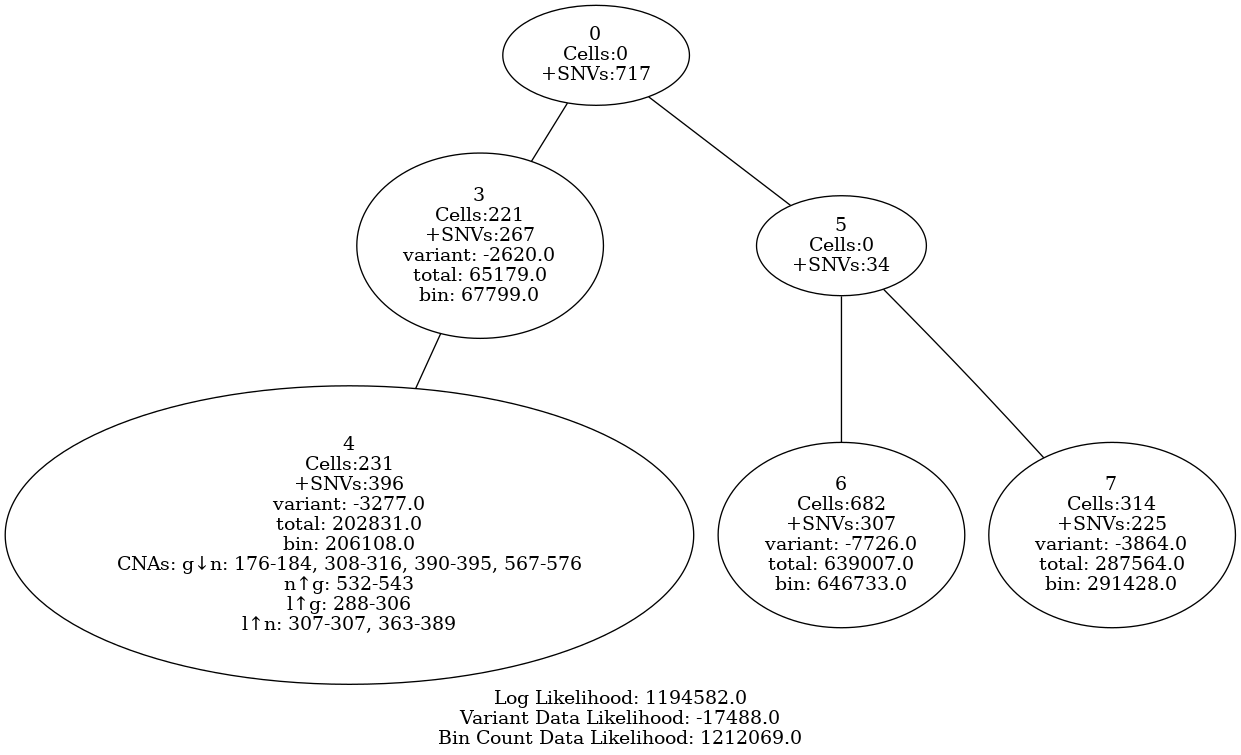 0
Cells:0
+SNVs:717
3
Cells:221
+SNVs:267
variant: -2620.0
total: 65179.0
bin: 67799.0
5
Cells:0
+SNVs:34
4
Cells:231
+SNVs:396
variant: -3277.0
total: 202831.0
bin: 206108.0
CNAs: g↓n: 176-184, 308-316, 390-395, 567-576
n↑g: 532-543
l↑g: 288-306
l↑n: 307-307, 363-389
6
Cells:682
+SNVs:307
variant: -7726.0
total: 639007.0
bin: 646733.0
7
Cells:314
+SNVs:225
variant: -3864.0
total: 287564.0
bin: 291428.0
Log Likelihood: 1194582.0
Variant Data Likelihood: -17488.0
Bin Count Data Likelihood: 1212069.0